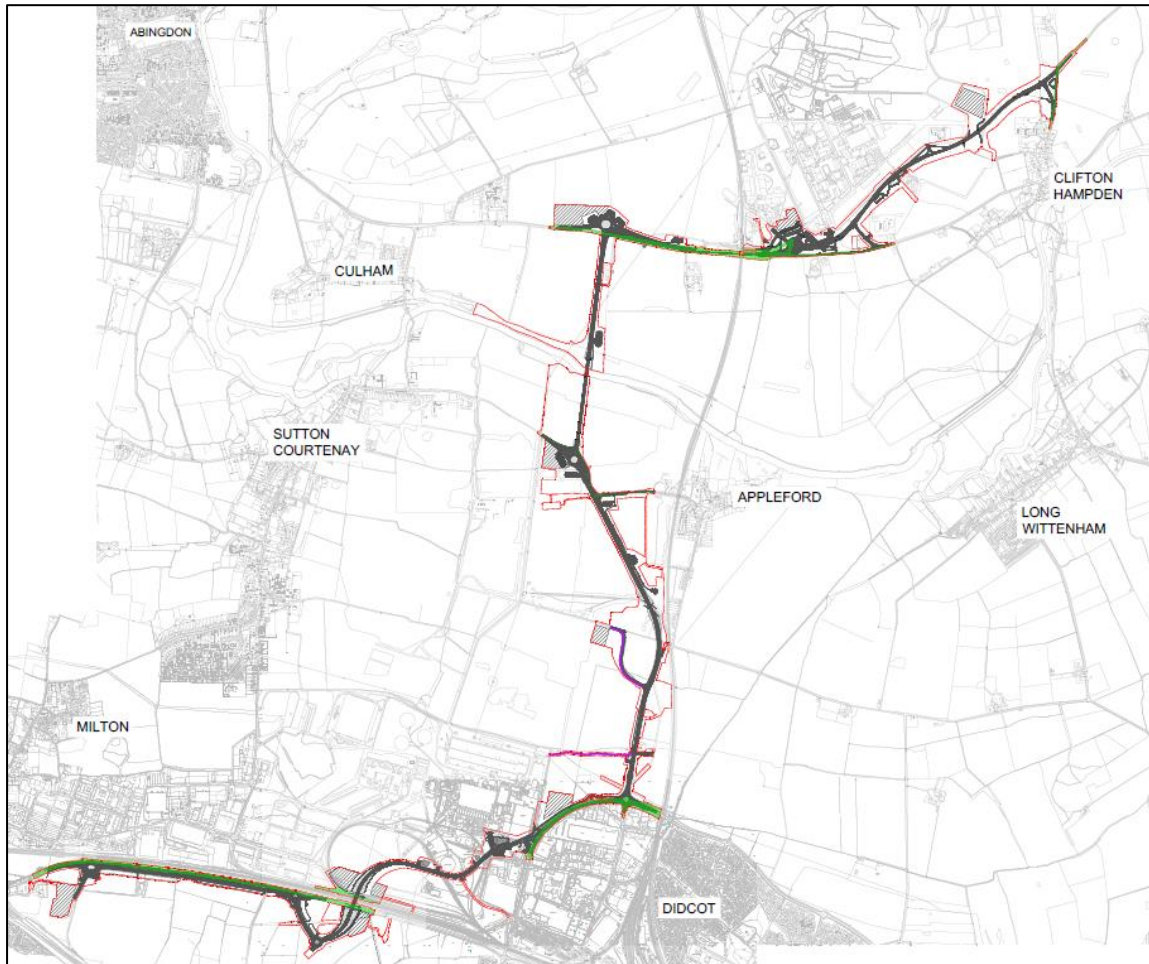 ABINGDON
CLIFTON
HAMPDEN
CULHAM
SUTTON
COURTENAY
APPLEFORD
LONG
WITTENHAM
MILTON
DIDCOT